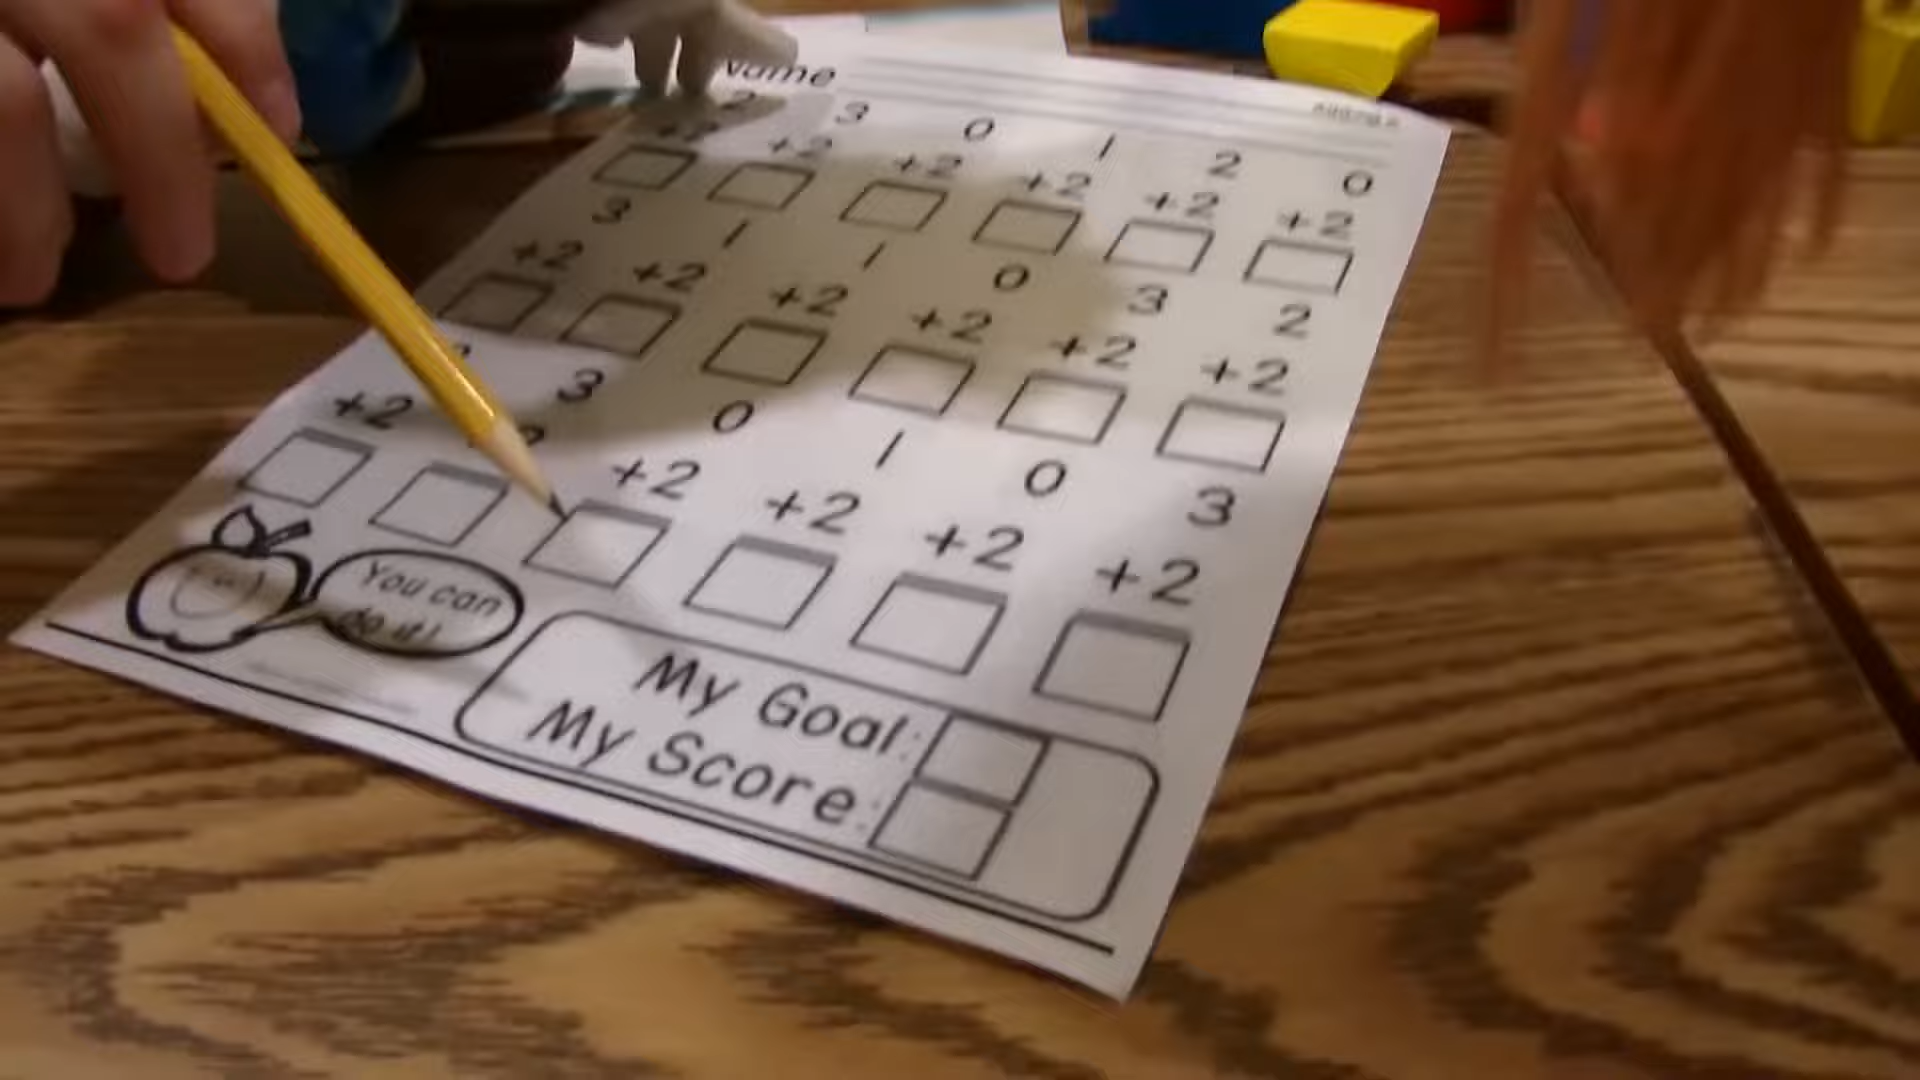 Name
2 3 0 1 2 0
+2 +2 +2 +2 +2 +2
3 1 1 0 3 2
+2 +2 +2 +2 +2 +2
3 0 1 0 3
+2 +2 +2 +2 +2
You can
do it!
My Goal:
My Score: